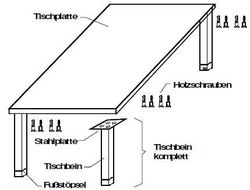 Tischplatte
Holzschrauben
Stahlplatte
Tischbein
Tischbein
komplett
Fußstöpsel